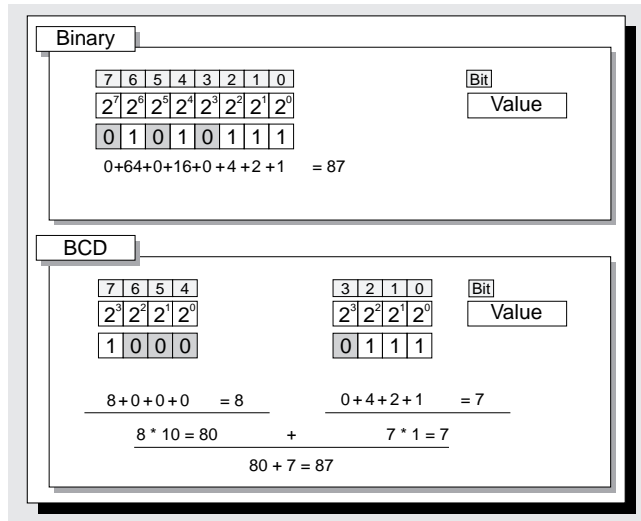 Binary
7 6 5 4 3 2 1 0 Bit
2⁷ 2⁶ 2⁵ 2⁴ 2³ 2² 2¹ 2⁰ Value
0 1 0 1 0 1 1 1
0+64+0+16+0+4+2+1 = 87
BCD
7 6 5 4 3 2 1 0 Bit
2³ 2² 2¹ 2⁰ 2³ 2² 2¹ 2⁰ Value
1 0 0 0 0 1 1 1
8+0+0+0 = 8 0+4+2+1 = 7
8 * 10 = 80 + 7 * 1 = 7
80 + 7 = 87